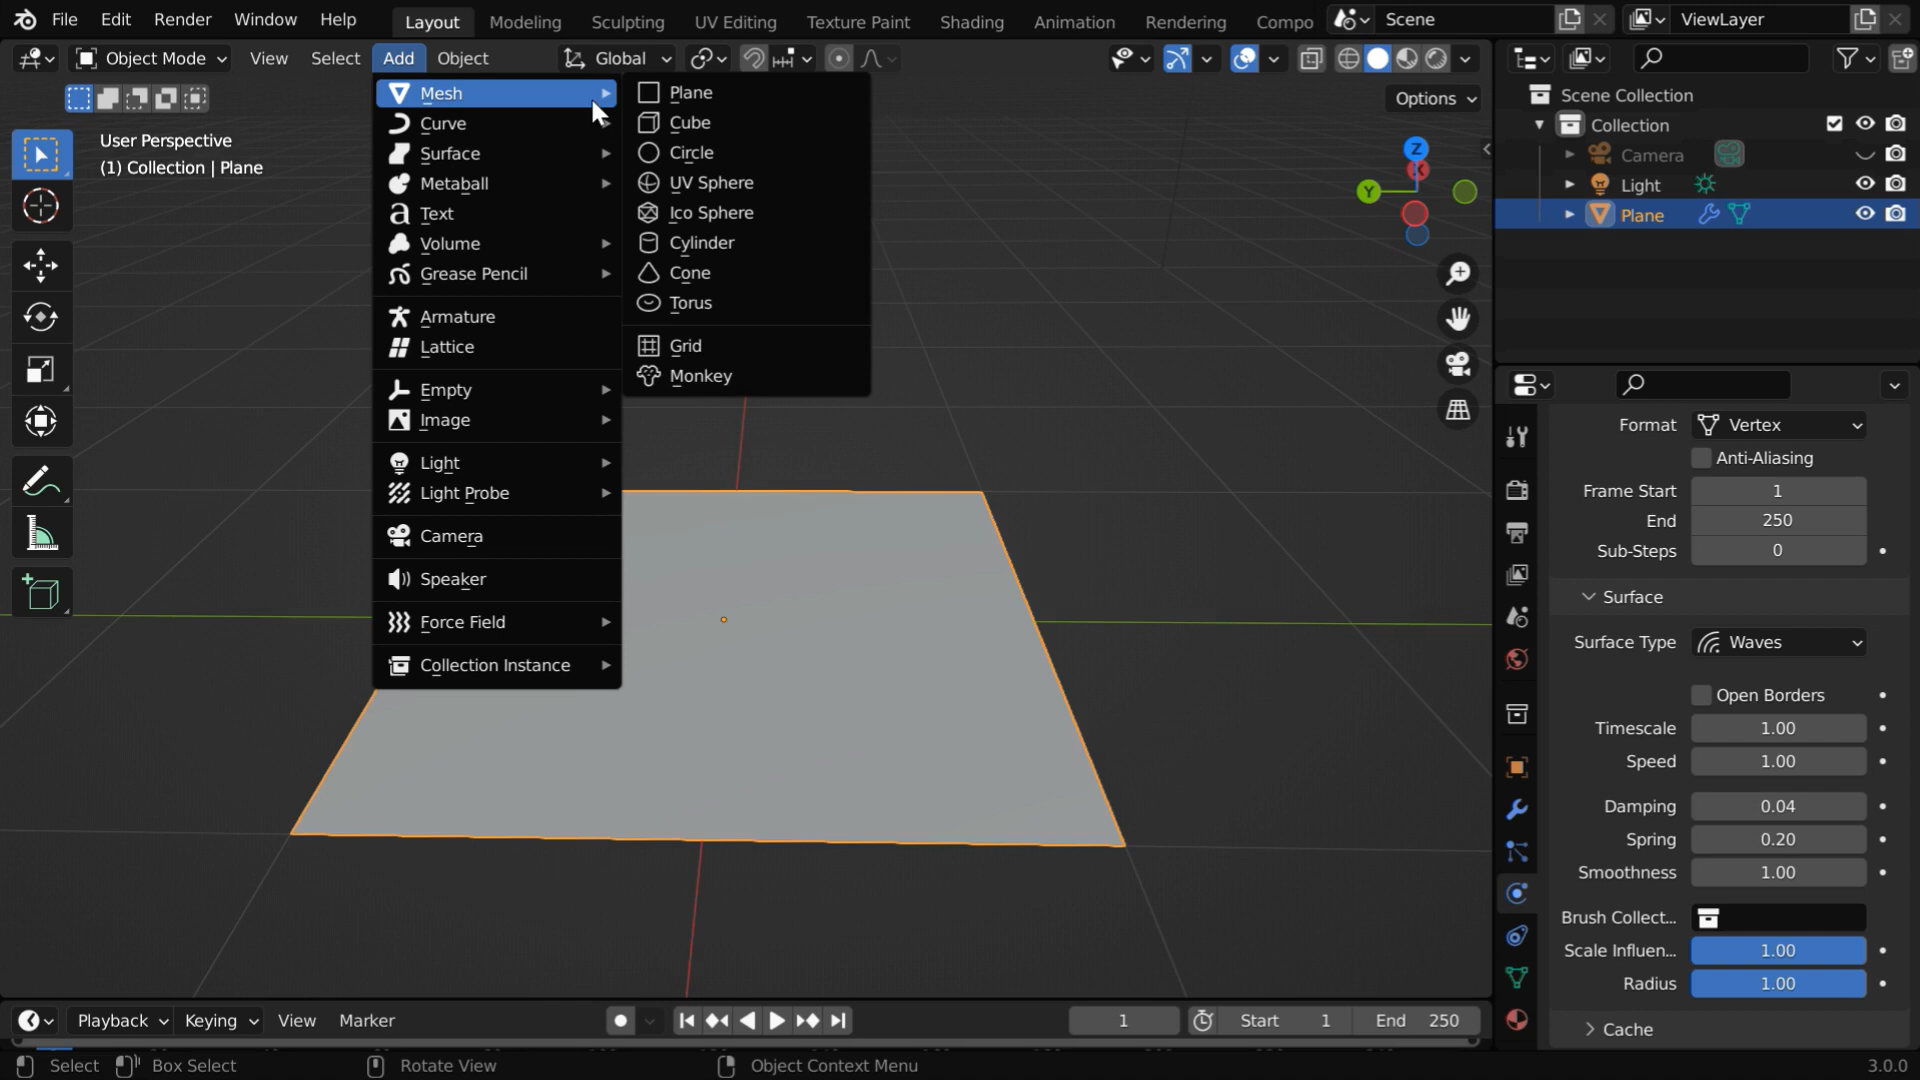 File Edit Render Window Help Layout Modeling Sculpting UV Editing Texture Paint Shading Animation Rendering Compo Scene ViewLayer
Object Mode View Select Add Object Global
Options
User Perspective
(1) Collection | Plane
Mesh
Curve
Surface
Metaball
Text
Volume
Grease Pencil
Armature
Lattice
Empty
Image
Light
Light Probe
Camera
Speaker
Force Field
Collection Instance
Plane
Cube
Circle
UV Sphere
Ico Sphere
Cylinder
Cone
Torus
Grid
Monkey
Z
X
Y
Scene Collection
Collection
Camera
Light
Plane
Format Vertex
Anti-Aliasing
Frame Start 1
End 250
Sub-Steps 0
Surface
Surface Type Waves
Open Borders
Timescale 1.00
Speed 1.00
Damping 0.04
Spring 0.20
Smoothness 1.00
Brush Collect...
Scale Influen... 1.00
Radius 1.00
Cache
Playback Keying View Marker 1 Start 1 End 250
Select Box Select Rotate View Object Context Menu 3.0.0